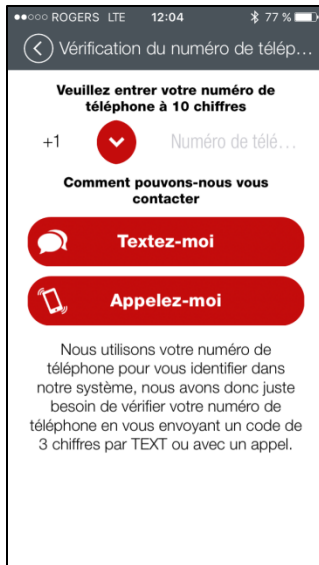 ROGERS LTE 12:04 77 %
Vérification du numéro de télép...
Veuillez entrer votre numéro de
téléphone à 10 chiffres
+1 Numéro de télé...
Comment pouvons-nous vous
contacter
Textez-moi
Appelez-moi
Nous utilisons votre numéro de
téléphone pour vous identifier dans
notre système, nous avons donc juste
besoin de vérifier votre numéro de
téléphone en vous envoyant un code de
3 chiffres par TEXT ou avec un appel.